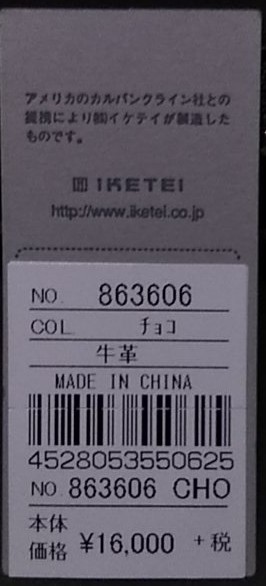 アメリカのカルバンクライン社との
提携により㈱イケテイが製造した
ものです。
IKETEI
http://www.iketei.co.jp
NO. 863606
COL. チョコ
牛革
MADE IN CHINA
4528053550625
NO. 863606 CHO
本体
価格 ¥16,000 +税